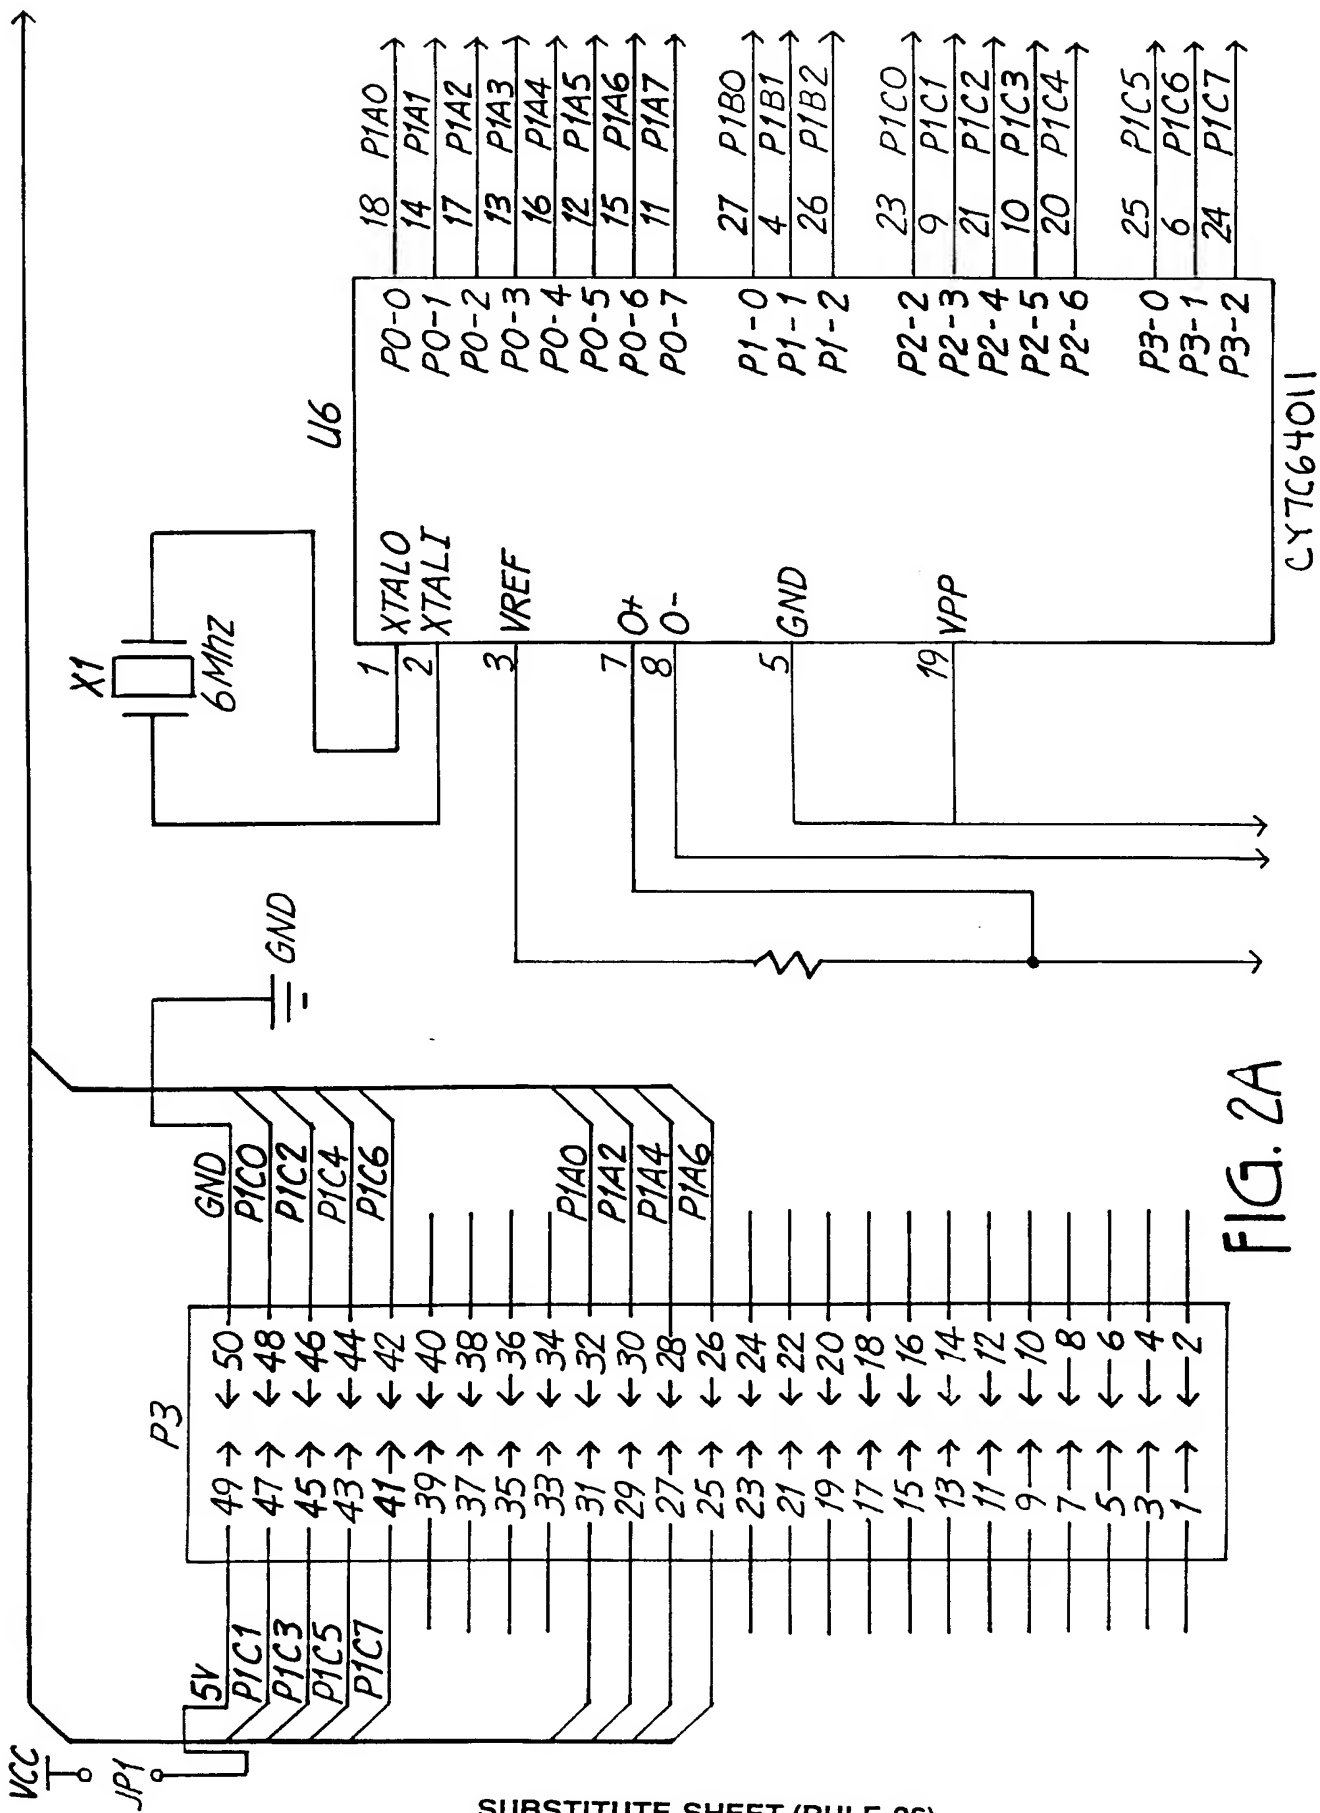 VCC
JP1
5V
P1C1
P1C3
P1C5
P1C7
P3
49 50
47 48
45 46
43 44
41 42
39 40
37 38
35 36
33 34
31 32
29 30
27 28
25 26
23 24
21 22
19 20
17 18
15 16
13 14
11 12
9 10
7 8
5 6
3 4
1 2
GND
P1C0
P1C2
P1C4
P1C6
P1A0
P1A2
P1A4
P1A6
GND
X1
6Mhz
U6
1 XTALO
2 XTALI
3 VREF
7 O+
8 O-
5 GND
19 VPP
P0-0 18 P1A0
P0-1 14 P1A1
P0-2 17 P1A2
P0-3 13 P1A3
P0-4 16 P1A4
P0-5 12 P1A5
P0-6 15 P1A6
P0-7 11 P1A7
P1-0 27 P1B0
P1-1 4 P1B1
P1-2 26 P1B2
P2-2 23 P1C0
P2-3 9 P1C1
P2-4 21 P1C2
P2-5 10 P1C3
P2-6 20 P1C4
P3-0 25 P1C5
P3-1 6 P1C6
P3-2 24 P1C7
CY7C64011
FIG. 2A
SUBSTITUTE SHEET (RULE 26)